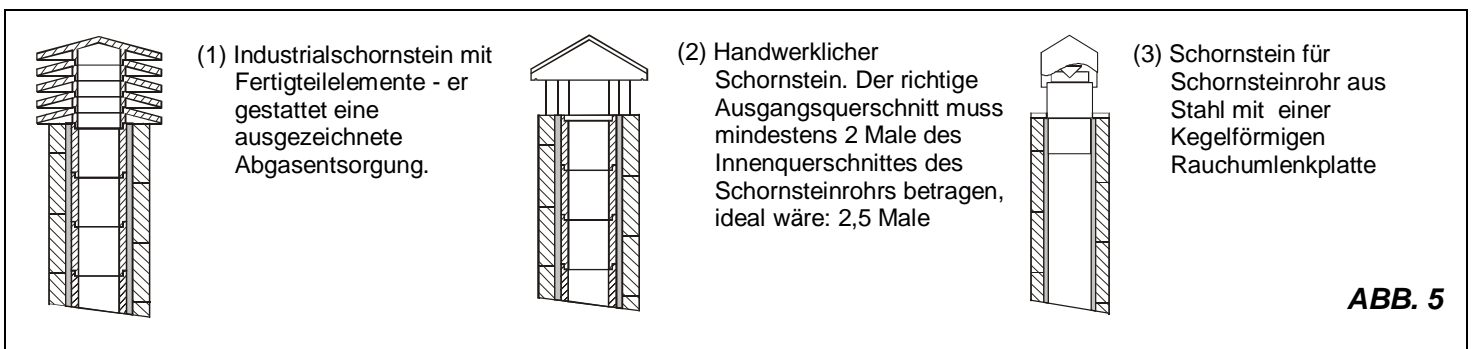 (1) Industrialschornstein mit
Fertigteilelemente - er
gestattet eine
ausgezeichnete
Abgasentsorgung.
(2) Handwerklicher
Schornstein. Der richtige
Ausgangsquerschnitt muss
mindestens 2 Male des
Innenquerschnittes des
Schornsteinrohrs betragen,
ideal wäre: 2,5 Male
(3) Schornstein für
Schornsteinrohr aus
Stahl mit einer
Kegelförmigen
Rauchumlenkplatte
ABB. 5